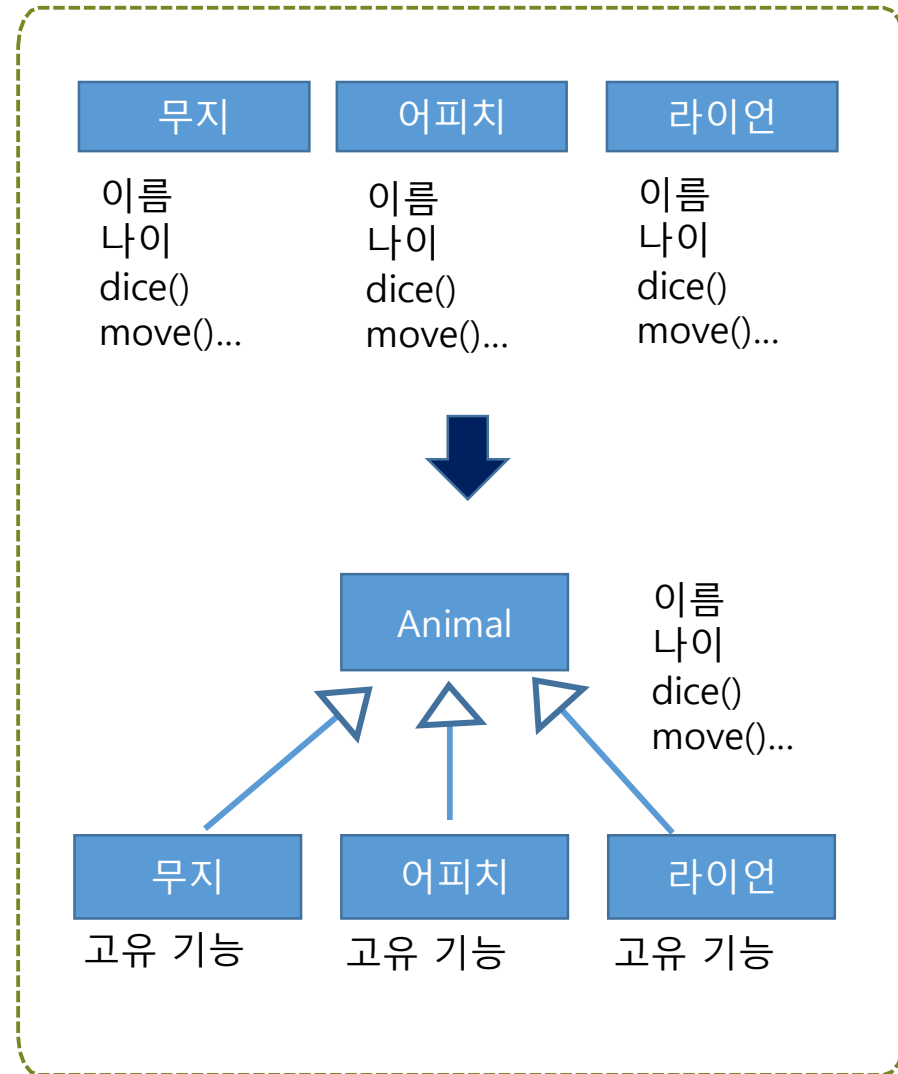 무지
어피치
라이언
이름
나이
dice()
move()...
이름
나이
dice()
move()...
이름
나이
dice()
move()...
Animal
이름
나이
dice()
move()...
무지
어피치
라이언
고유 기능
고유 기능
고유 기능